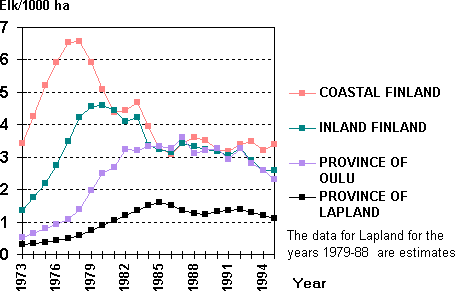 Elk/1000 ha
7
6
5
4
3
2
1
0
1973
1976
1979
1982
1985
1988
1991
1994
Year
COASTAL FINLAND
INLAND FINLAND
PROVINCE OF
OULU
PROVINCE OF
LAPLAND
The data for Lapland for the
years 1979-88 are estimates